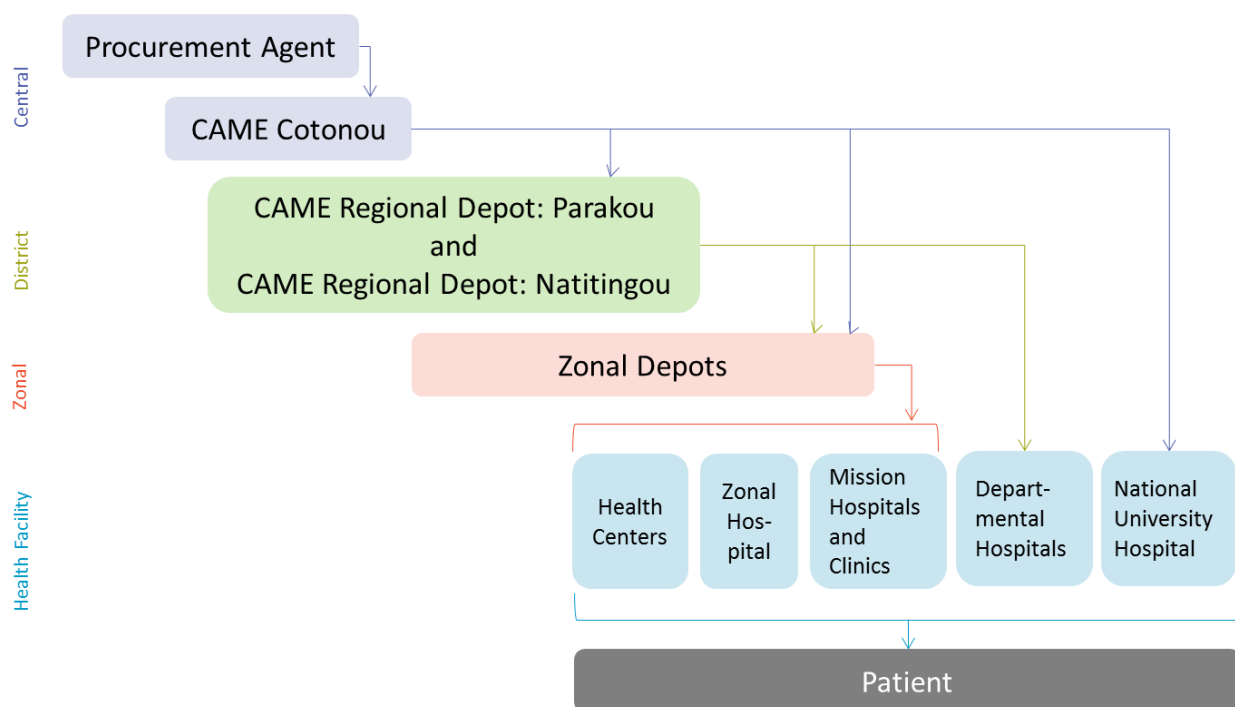 Central
Procurement Agent
CAME Cotonou
District
CAME Regional Depot: Parakou
and
CAME Regional Depot: Natitingou
Zonal
Zonal Depots
Health Facility
Health
Centers
Zonal
Hos-
pital
Mission
Hospitals
and
Clinics
Depart-
mental
Hospitals
National
University
Hospital
Patient